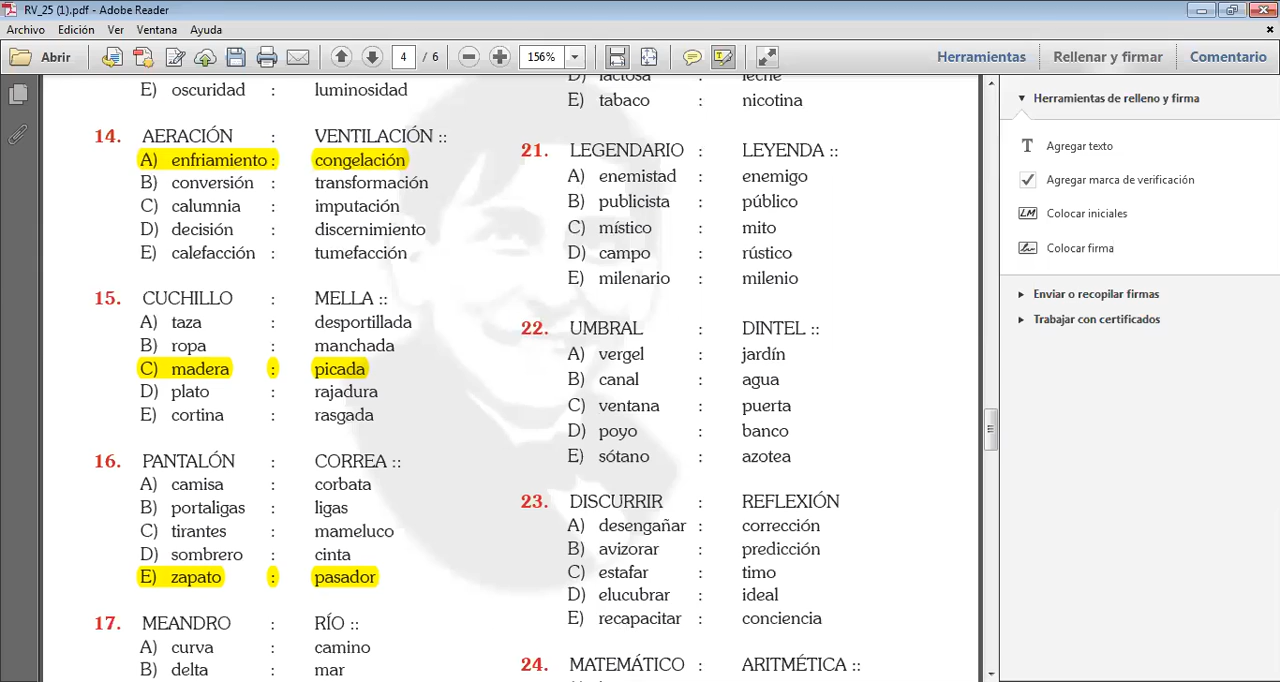 RV_25 (1).pdf - Adobe Reader
Archivo Edición Ver Ventana Ayuda
Abrir 4 / 6 156% Herramientas Rellenar y firmar Comentario
E) oscuridad : luminosidad
14. AERACIÓN : VENTILACIÓN ::
A) enfriamiento : congelación
B) conversión : transformación
C) calumnia : imputación
D) decisión : discernimiento
E) calefacción : tumefacción
15. CUCHILLO : MELLA ::
A) taza : desportillada
B) ropa : manchada
C) madera : picada
D) plato : rajadura
E) cortina : rasgada
16. PANTALÓN : CORREA ::
A) camisa : corbata
B) portaligas : ligas
C) tirantes : mameluco
D) sombrero : cinta
E) zapato : pasador
17. MEANDRO : RÍO ::
A) curva : camino
B) delta : mar
D) lactosa : leche
E) tabaco : nicotina
21. LEGENDARIO : LEYENDA ::
A) enemistad : enemigo
B) publicista : público
C) místico : mito
D) campo : rústico
E) milenario : milenio
22. UMBRAL : DINTEL ::
A) vergel : jardín
B) canal : agua
C) ventana : puerta
D) poyo : banco
E) sótano : azotea
23. DISCURRIR : REFLEXIÓN
A) desengañar : corrección
B) avizorar : predicción
C) estafar : timo
D) elucubrar : ideal
E) recapacitar : conciencia
24. MATEMÁTICO : ARITMÉTICA ::
Herramientas de relleno y firma
T Agregar texto
Agregar marca de verificación
LM Colocar iniciales
Colocar firma
Enviar o recopilar firmas
Trabajar con certificados